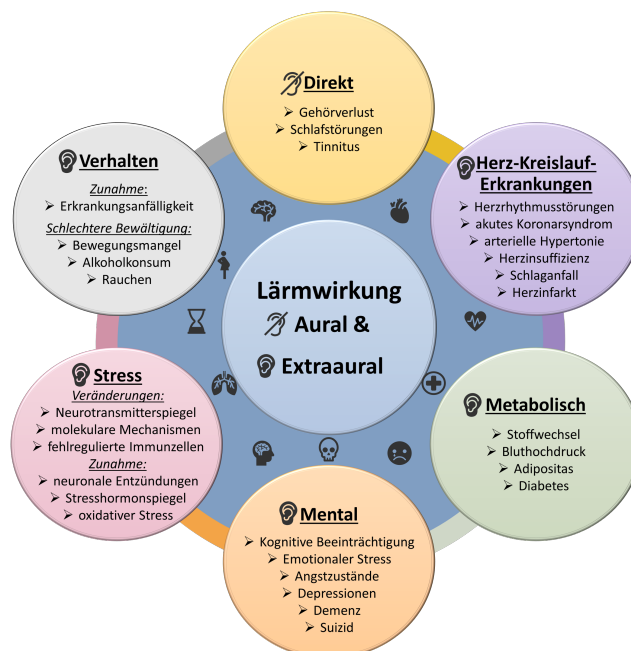 Direkt
➢ Gehörverlust
➢ Schlafstörungen
➢ Tinnitus
Verhalten
Zunahme:
➢ Erkrankungsanfälligkeit
Schlechtere Bewältigung:
➢ Bewegungsmangel
➢ Alkoholkonsum
➢ Rauchen
Herz-Kreislauf-
Erkrankungen
➢ Herzrhythmusstörungen
➢ akutes Koronarsyndrom
➢ arterielle Hypertonie
➢ Herzinsuffizienz
➢ Schlaganfall
➢ Herzinfarkt
Lärmwirkung
Aural &
Extraaural
Stress
Veränderungen:
➢ Neurotransmitterspiegel
➢ molekulare Mechanismen
➢ fehlregulierte Immunzellen
Zunahme:
➢ neuronale Entzündungen
➢ Stresshormonspiegel
➢ oxidativer Stress
Metabolisch
➢ Stoffwechsel
➢ Bluthochdruck
➢ Adipositas
➢ Diabetes
Mental
➢ Kognitive Beeinträchtigung
➢ Emotionaler Stress
➢ Angstzustände
➢ Depressionen
➢ Demenz
➢ Suizid